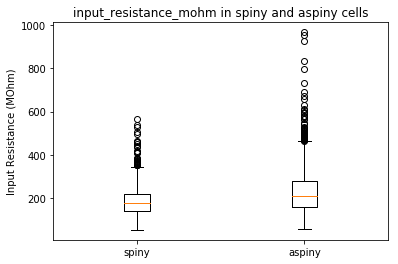 input_resistance_mohm in spiny and aspiny cells
1000
800
600
400
200
Input Resistance (MOhm)
spiny
aspiny